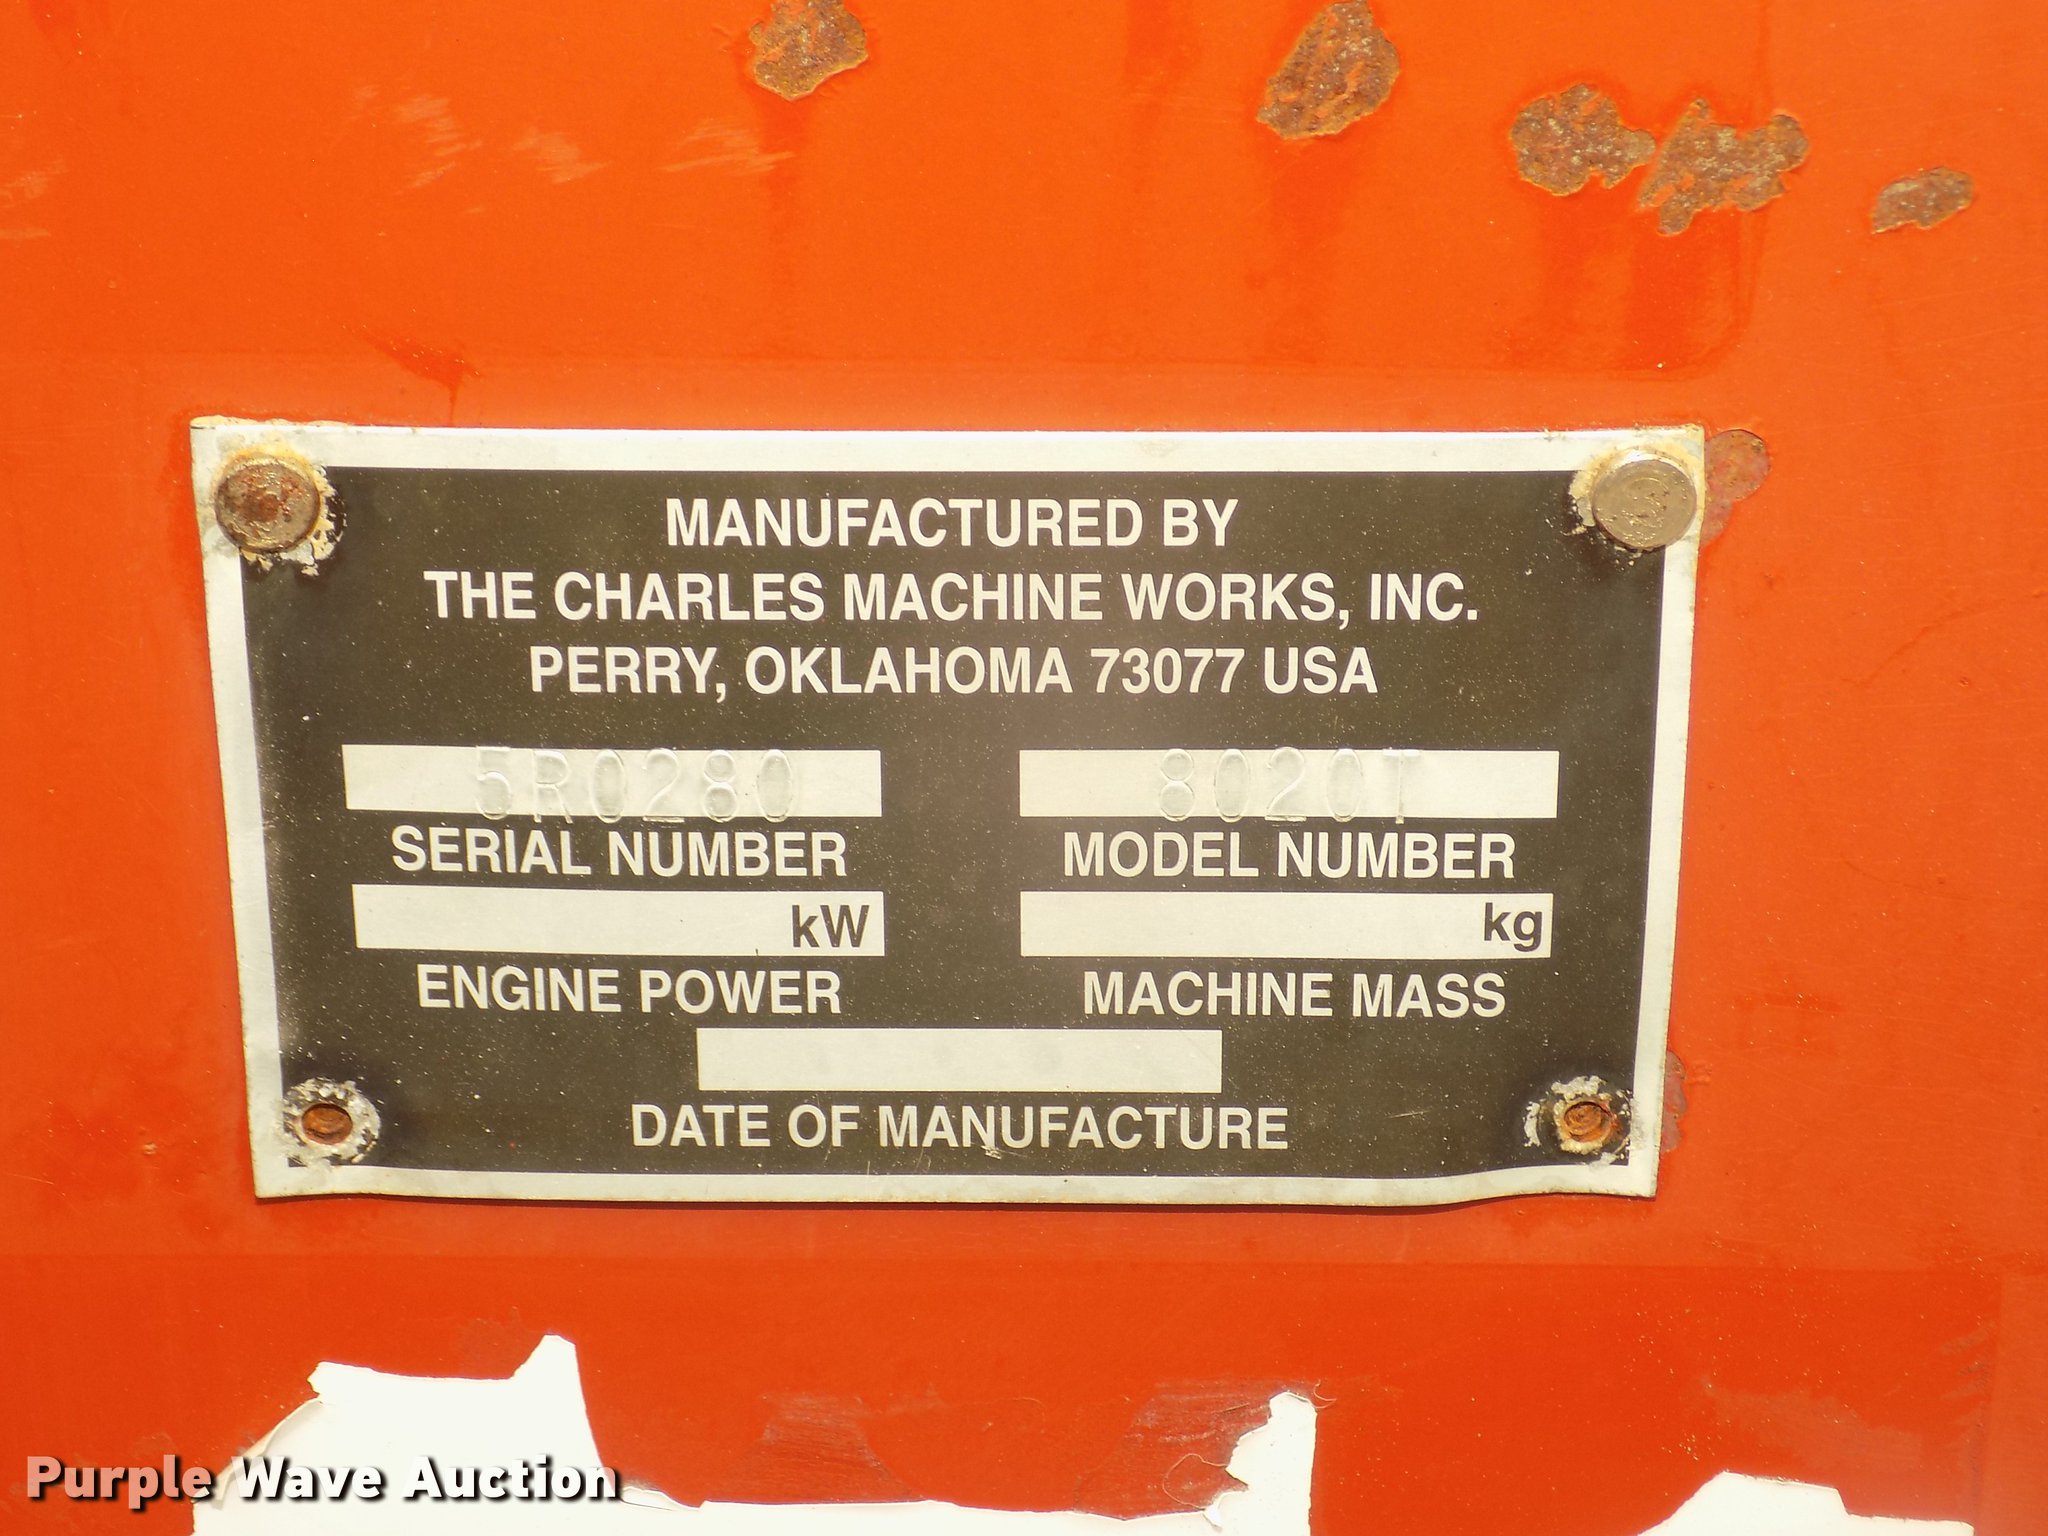 MANUFACTURED BY
THE CHARLES MACHINE WORKS, INC.
PERRY, OKLAHOMA 73077 USA
5R0280 8020T
SERIAL NUMBER MODEL NUMBER
kW kg
ENGINE POWER MACHINE MASS
DATE OF MANUFACTURE
Purple Wave Auction